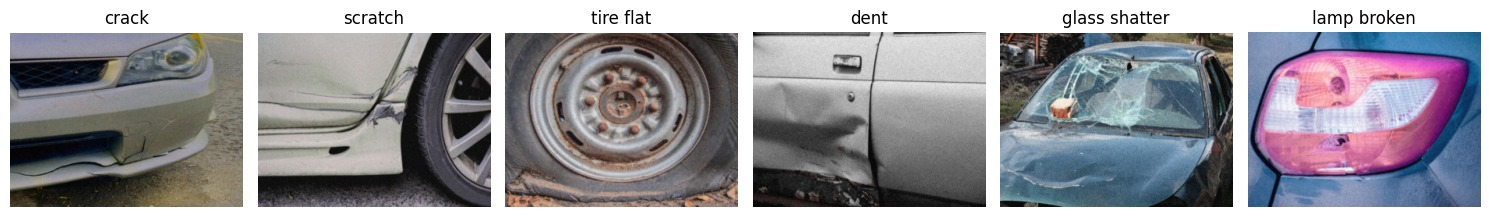 crack
scratch
tire flat
dent
glass shatter
lamp broken